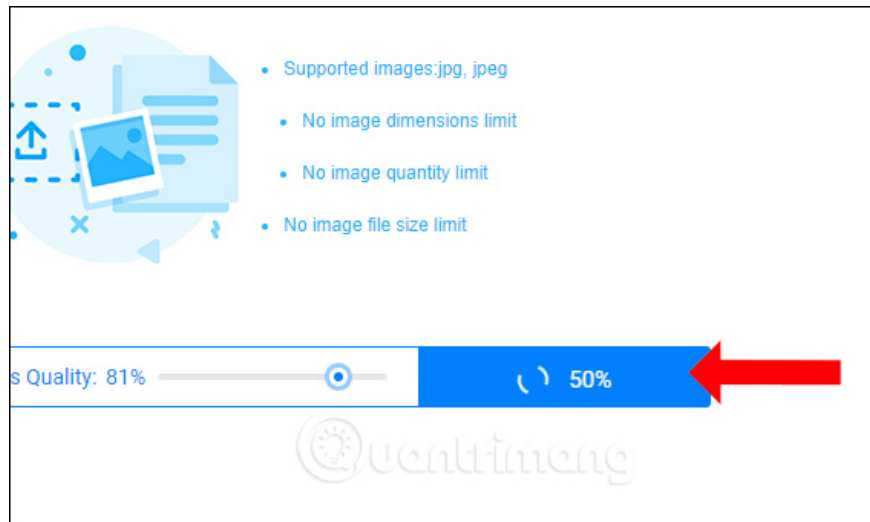 Supported images:jpg, jpeg
No image dimensions limit
No image quantity limit
No image file size limit
s Quality: 81%
50%
Quantrimang